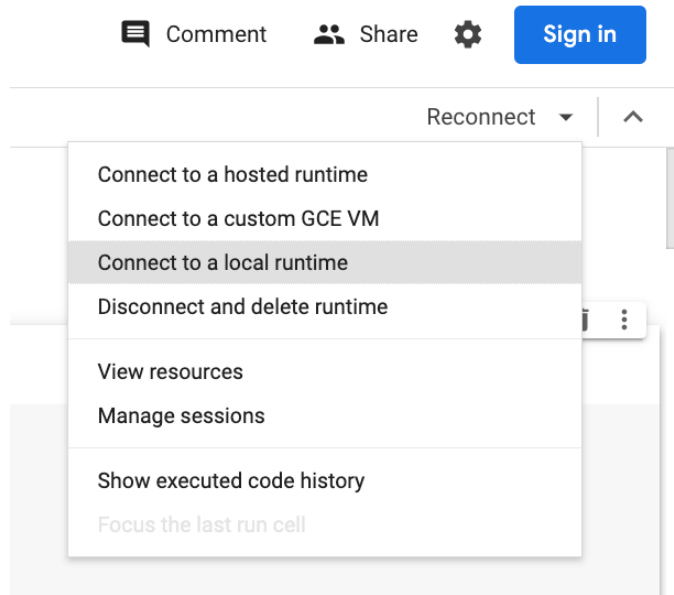 Comment Share Sign in
Reconnect
Connect to a hosted runtime
Connect to a custom GCE VM
Connect to a local runtime
Disconnect and delete runtime
View resources
Manage sessions
Show executed code history
Focus the last run cell